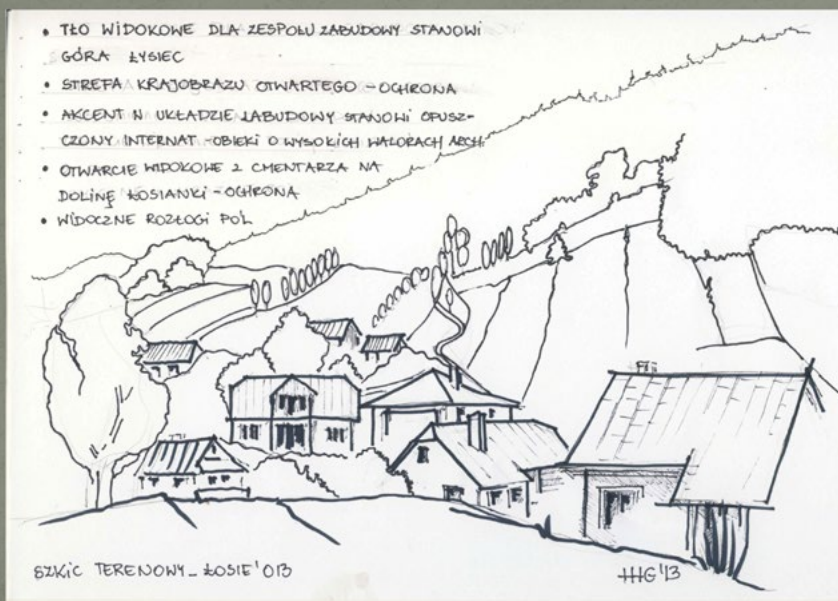 • TŁO WIDOKOWE DLA ZESPOŁU ZABUDOWY STANOWI
GÓRA ŁYSIEC
• STREFA KRAJOBRAZU OTWARTEGO - OCHRONA
• AKCENT N UKŁADZIE ZABUDOWY STANOWI OPUSZ-
CZONY INTERNAT - OBIEKT O WYSOKICH WALORACH ARCH.
• OTWARCIE WIDOKOWE Z CMENTARZA NA
DOLINĘ ŁOSIANKI - OCHRONA
• WIDOCZNE ROZŁOGI PÓL
SZKIC TERENOWY_ ŁOSIE '013
HHG '13